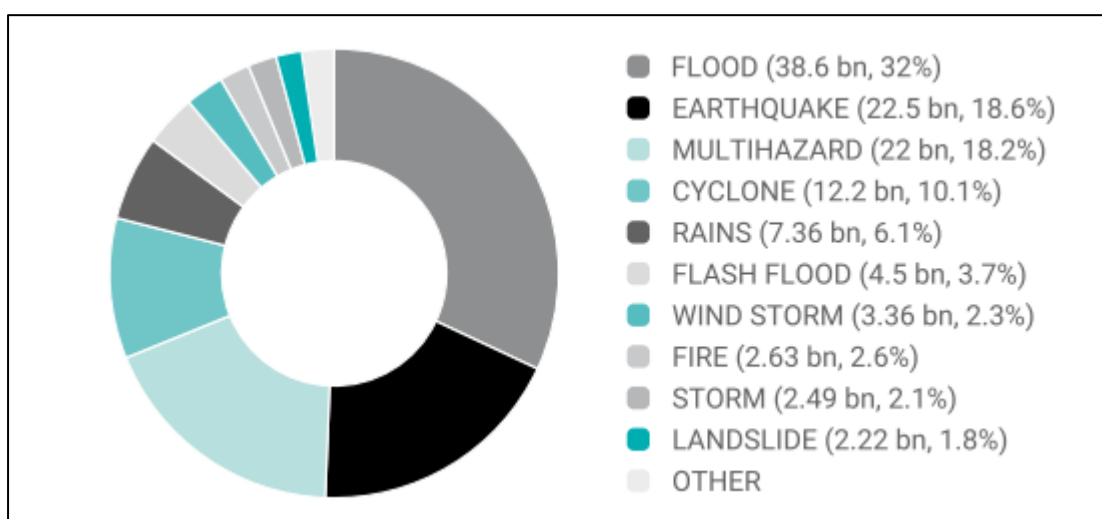 FLOOD (38.6 bn, 32%)
EARTHQUAKE (22.5 bn, 18.6%)
MULTIHAZARD (22 bn, 18.2%)
CYCLONE (12.2 bn, 10.1%)
RAINS (7.36 bn, 6.1%)
FLASH FLOOD (4.5 bn, 3.7%)
WIND STORM (3.36 bn, 2.3%)
FIRE (2.63 bn, 2.6%)
STORM (2.49 bn, 2.1%)
LANDSLIDE (2.22 bn, 1.8%)
OTHER